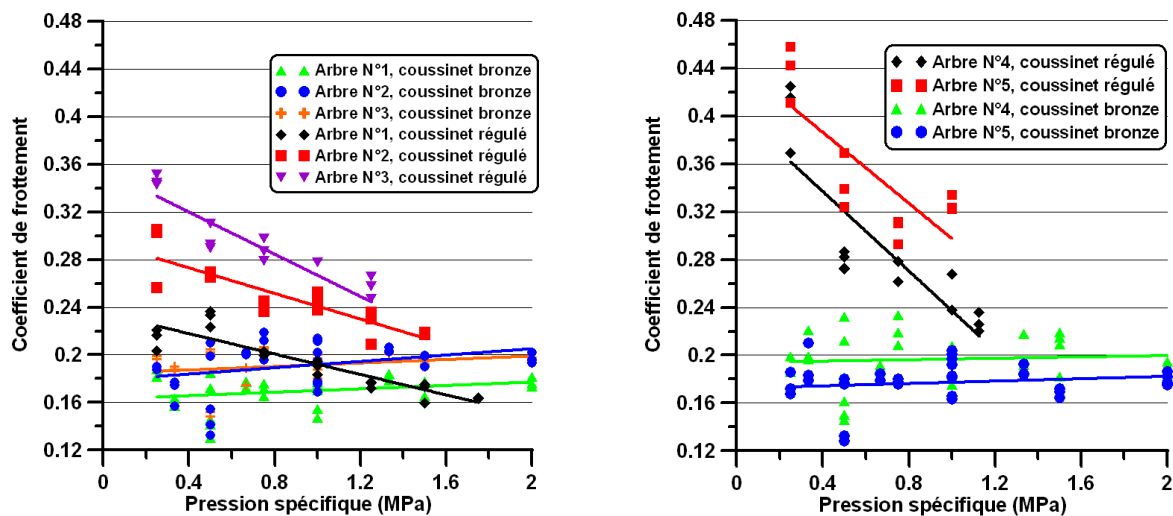 0.48
0.44
0.4
0.36
0.32
0.28
0.24
0.2
0.16
0.12
Coefficient de frottement
Arbre N°1, coussinet bronze
Arbre N°2, coussinet bronze
Arbre N°3, coussinet bronze
Arbre N°1, coussinet régulé
Arbre N°2, coussinet régulé
Arbre N°3, coussinet régulé
0 0.4 0.8 1.2 1.6 2
Pression spécifique (MPa)
0.48
0.44
0.4
0.36
0.32
0.28
0.24
0.2
0.16
0.12
Coefficient de frottement
Arbre N°4, coussinet régulé
Arbre N°5, coussinet régulé
Arbre N°4, coussinet bronze
Arbre N°5, coussinet bronze
0 0.4 0.8 1.2 1.6 2
Pression spécifique (MPa)